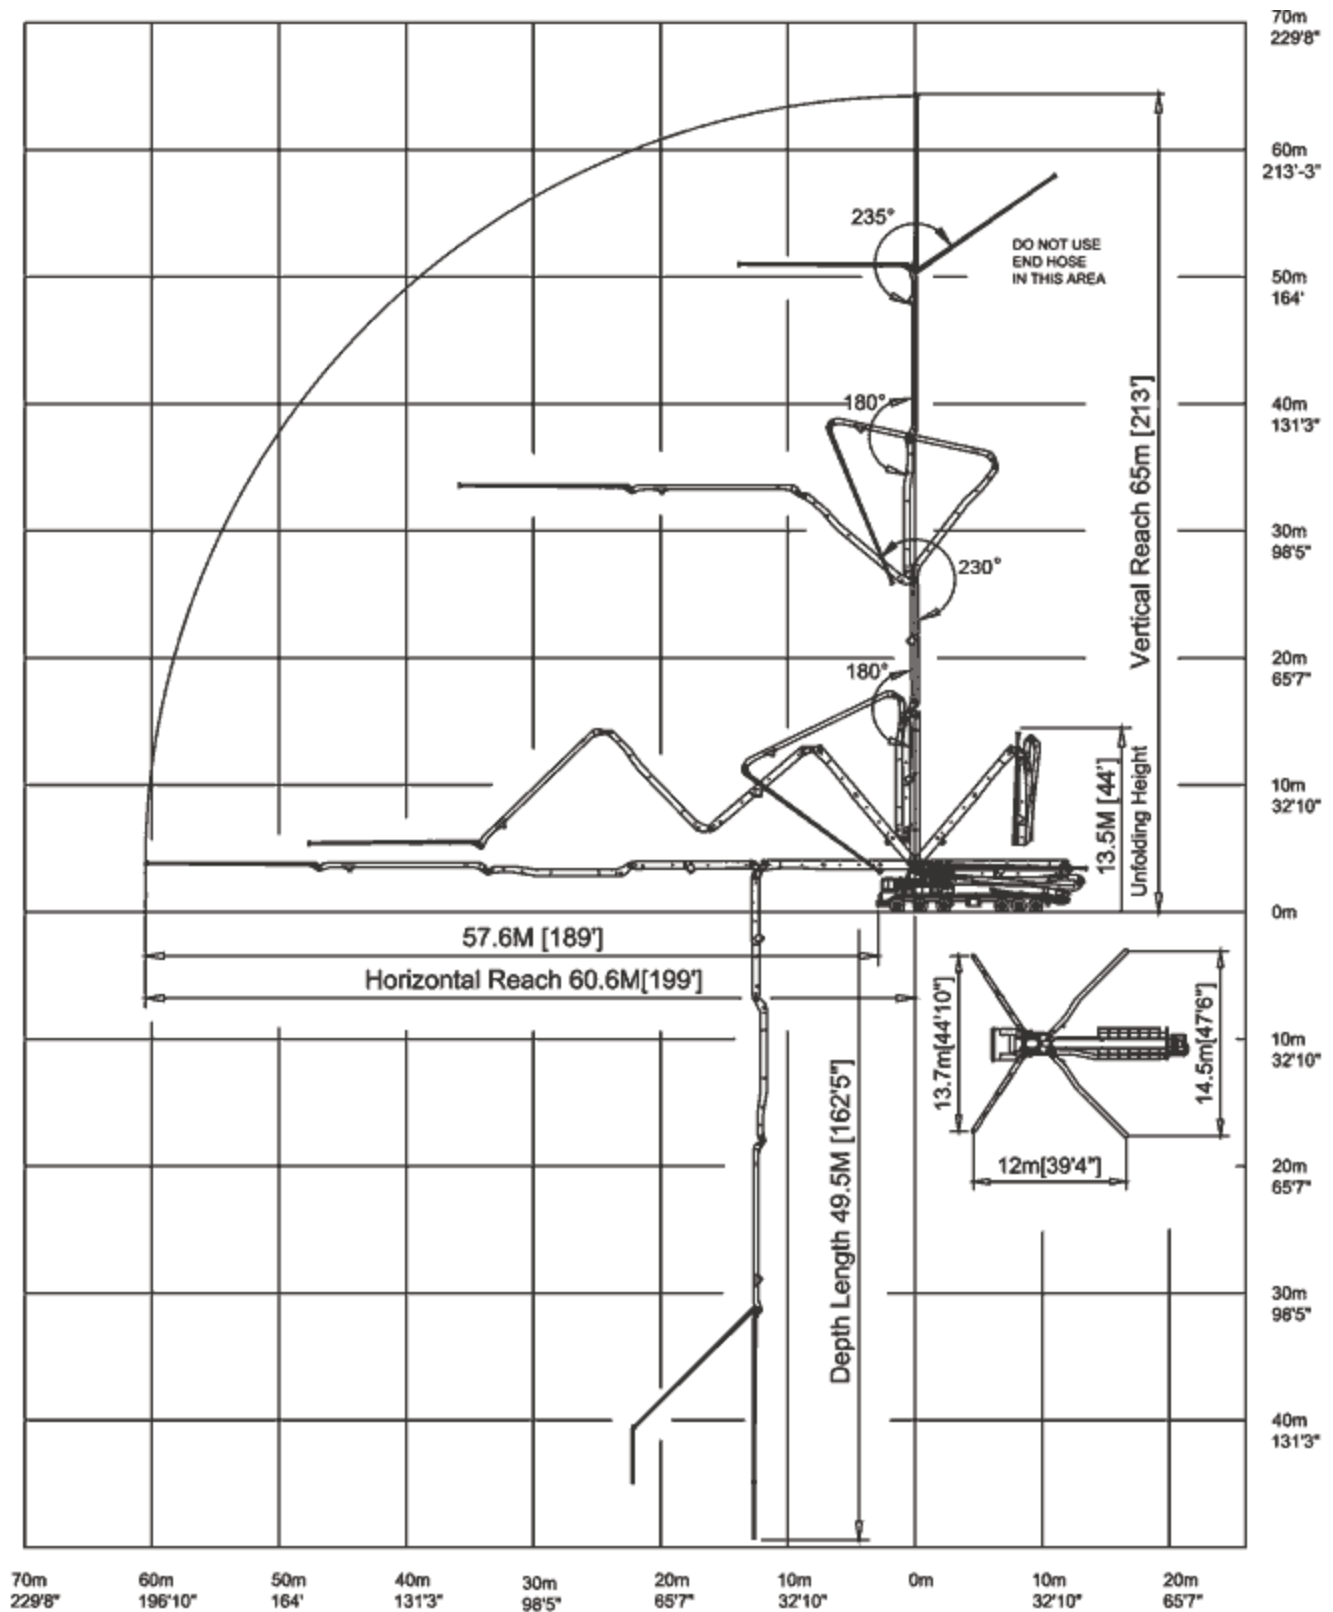 70m
229'8"
60m
213'-3"
235°
DO NOT USE
END HOSE
IN THIS AREA
50m
164'
180°
40m
131'3"
Vertical Reach 65m [213']
30m
98'5"
230°
20m
65'7"
180°
13.5M [44']
Unfolding Height
10m
32'10"
0m
57.6M [189']
Horizontal Reach 60.6M[199']
13.7m[44'10"]
14.5m[47'6"]
10m
32'10"
Depth Length 49.5M [162'5"]
12m[39'4"]
20m
65'7"
30m
98'5"
40m
131'3"
70m 60m 50m 40m 30m 20m 10m 0m 10m 20m
229'8" 196'10" 164' 131'3" 98'5" 65'7" 32'10" 32'10" 65'7"